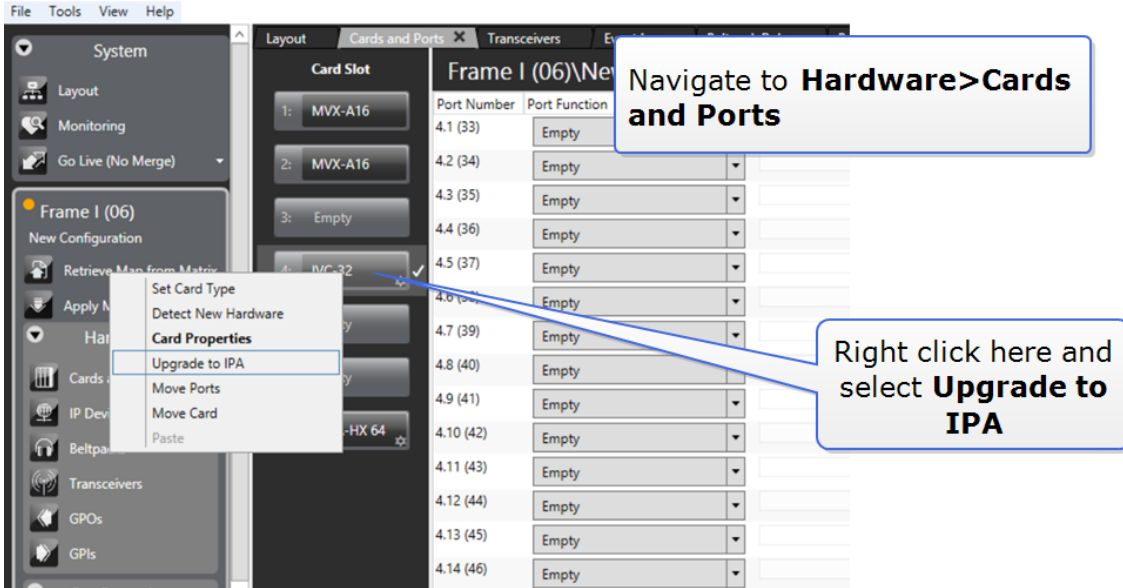 File Tools View Help
System
Layout
Monitoring
Go Live (No Merge)
Frame I (06)
New Configuration
Retrieve Map from Matrix
Apply M
Ha
Cards a
IP Dev
Beltpa
Transceivers
GPOs
GPIs
Set Card Type
Detect New Hardware
Card Properties
Upgrade to IPA
Move Ports
Move Card
Paste
Layout Cards and Ports Transceivers
Card Slot
1: MVX-A16
2: MVX-A16
3: Empty
4: IVC-32
-HX 64
Frame I (06)\Ne
Port Number Port Function
4.1 (33) Empty
4.2 (34) Empty
4.3 (35) Empty
4.4 (36) Empty
4.5 (37) Empty
4.6 (38) Empty
4.7 (39) Empty
4.8 (40) Empty
4.9 (41) Empty
4.10 (42) Empty
4.11 (43) Empty
4.12 (44) Empty
4.13 (45) Empty
4.14 (46) Empty
Navigate to Hardware>Cards
and Ports
Right click here and
select Upgrade to
IPA